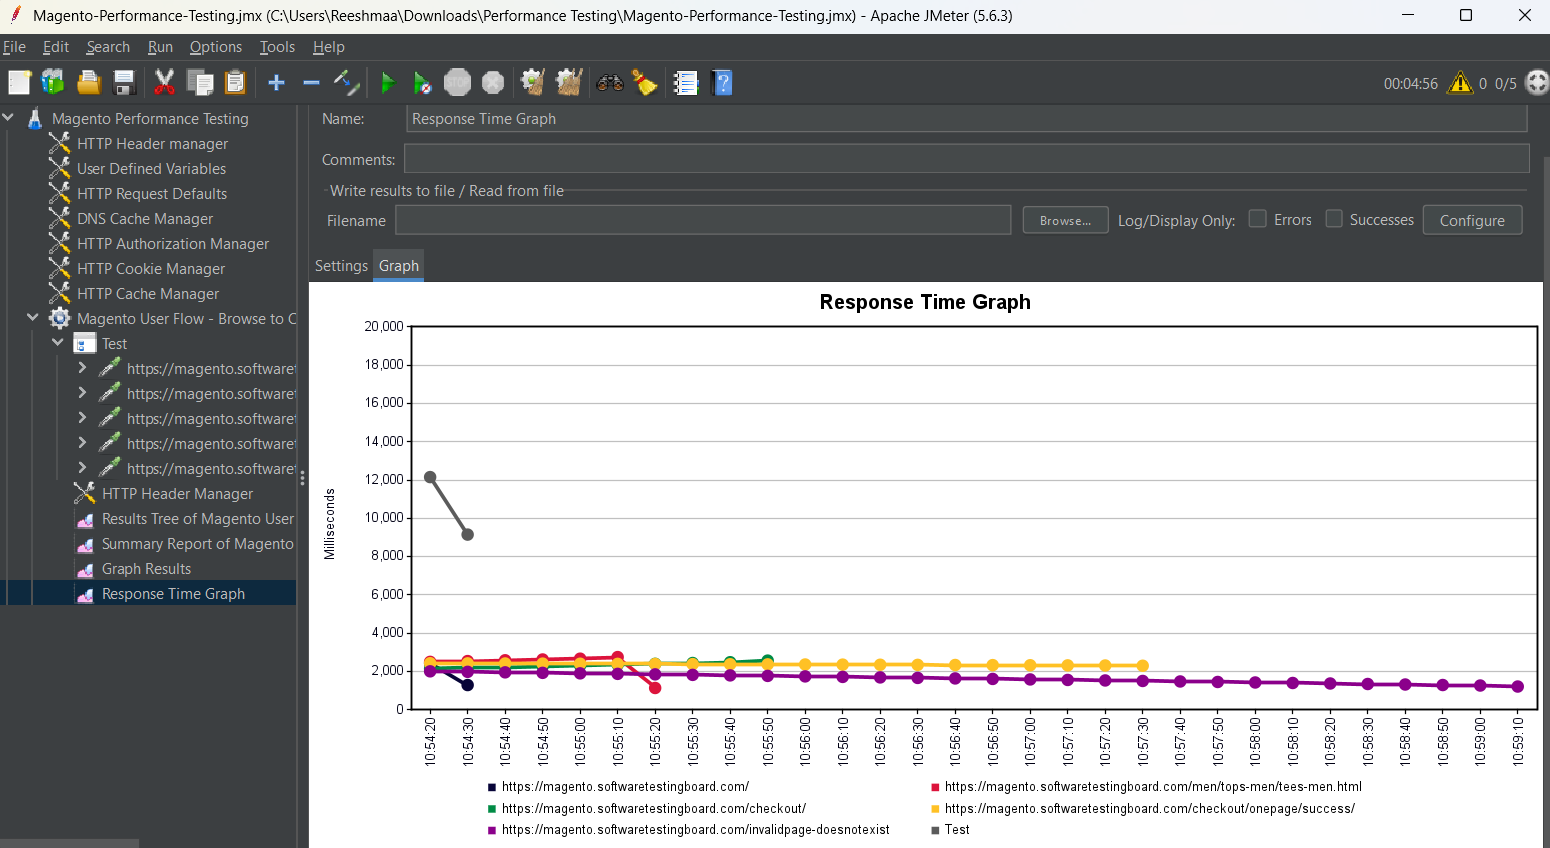 Magento-Performance-Testing.jmx (C:\Users\Reeshmaa\Downloads\Performance Testing\Magento-Performance-Testing.jmx) - Apache JMeter (5.6.3)
File Edit Search Run Options Tools Help
STOP 00:04:56 0 0/5
Magento Performance Testing
HTTP Header manager
User Defined Variables
HTTP Request Defaults
DNS Cache Manager
HTTP Authorization Manager
HTTP Cookie Manager
HTTP Cache Manager
Magento User Flow - Browse to C
Test
https://magento.softwaret
https://magento.softwaret
https://magento.softwaret
https://magento.softwaret
https://magento.softwaret
HTTP Header Manager
Results Tree of Magento User
Summary Report of Magento
Graph Results
Response Time Graph
Name: Response Time Graph
Comments:
Write results to file / Read from file
Filename Browse... Log/Display Only: Errors Successes Configure
Settings Graph
Response Time Graph
20,000
18,000
16,000
14,000
12,000
10,000
8,000
6,000
4,000
2,000
0
Milliseconds
10:54:20 10:54:30 10:54:40 10:54:50 10:55:00 10:55:10 10:55:20 10:55:30 10:55:40 10:55:50 10:56:00 10:56:10 10:56:20 10:56:30 10:56:40 10:56:50 10:57:00 10:57:10 10:57:20 10:57:30 10:57:40 10:57:50 10:58:00 10:58:10 10:58:20 10:58:30 10:58:40 10:58:50 10:59:00 10:59:10
https://magento.softwaretestingboard.com/ https://magento.softwaretestingboard.com/men/tops-men/tees-men.html
https://magento.softwaretestingboard.com/checkout/ https://magento.softwaretestingboard.com/checkout/onepage/success/
https://magento.softwaretestingboard.com/invalidpage-doesnotexist Test